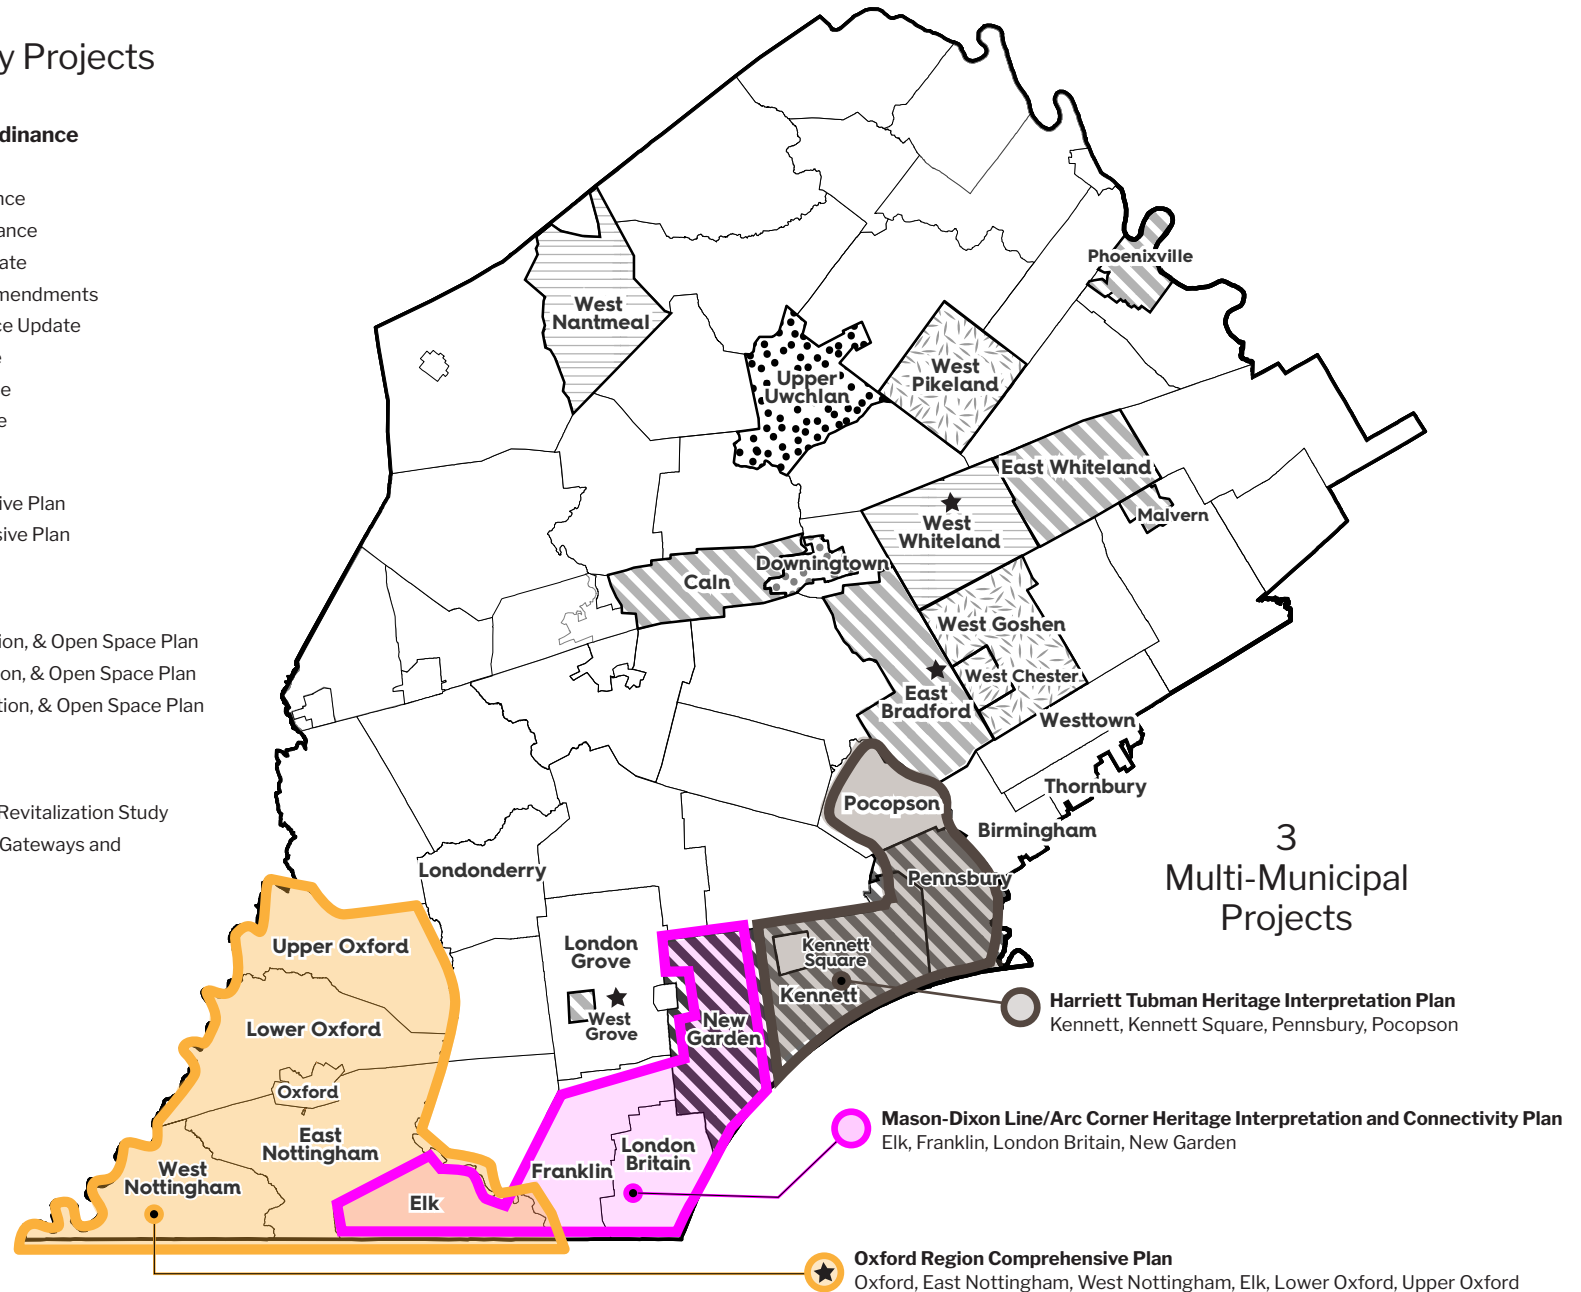 y Projects
dinance
nce
ance
ate
mendments
ce Update
e
e
ive Plan
sive Plan
ion, & Open Space Plan
on, & Open Space Plan
tion, & Open Space Plan
Revitalization Study
Gateways and
Phoenixville
West
Nantmeal
Upper
Uwchlan
West
Pikeland
East Whiteland
Malvern
West
Whiteland
Downingtown
Caln
West Goshen
West Chester
East
Bradford
Westtown
Thornbury
Pocopson
Birmingham
Londonderry
Pennsbury
3
Multi-Municipal
Projects
Upper Oxford
London
Grove
Kennett
Square
Kennett
West
Grove
New
Garden
Lower Oxford
Oxford
East
Nottingham
West
Nottingham
London
Britain
Franklin
Elk
Harriett Tubman Heritage Interpretation Plan
Kennett, Kennett Square, Pennsbury, Pocopson
Mason-Dixon Line/Arc Corner Heritage Interpretation and Connectivity Plan
Elk, Franklin, London Britain, New Garden
Oxford Region Comprehensive Plan
Oxford, East Nottingham, West Nottingham, Elk, Lower Oxford, Upper Oxford